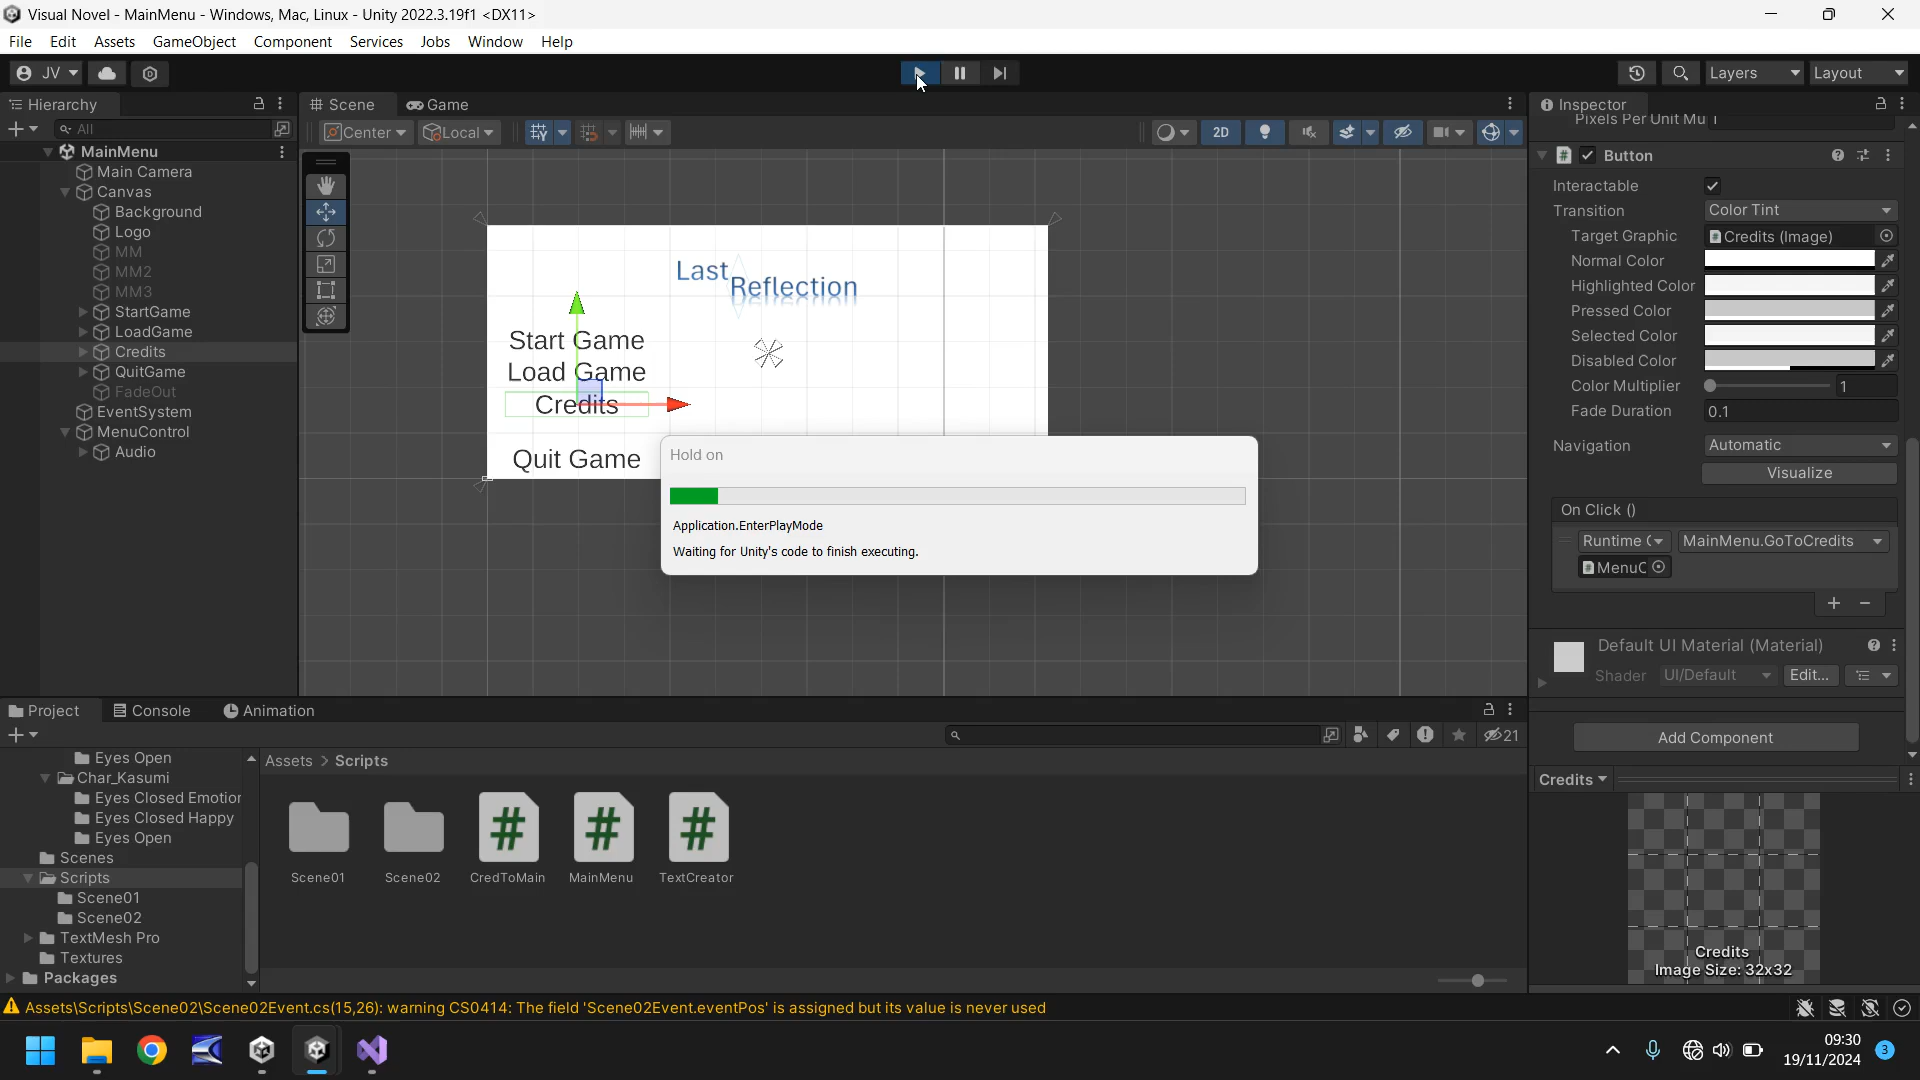 Visual Novel - MainMenu - Windows, Mac, Linux - Unity 2022.3.19f1 <DX11>
File Edit Assets GameObject Component Services Jobs Window Help
JV Layers Layout
Hierarchy Scene Game Inspector
All Center Local 2D
Pixels Per Unit Mu 1
MainMenu
Main Camera
Canvas
Background
Logo
MM
MM2
MM3
StartGame
LoadGame
Credits
QuitGame
FadeOut
EventSystem
MenuControl
Audio
Last
Reflection
Start Game
Load Game
Credits
Quit Game
Hold on
Application.EnterPlayMode
Waiting for Unity's code to finish executing.
Button
Interactable
Transition Color Tint
Target Graphic Credits (Image)
Normal Color
Highlighted Color
Pressed Color
Selected Color
Disabled Color
Color Multiplier 1
Fade Duration 0.1
Navigation Automatic
Visualize
On Click ()
Runtime ( MainMenu.GoToCredits
MenuC
Default UI Material (Material)
Shader UI/Default Edit...
Add Component
Credits
Credits
Image Size: 32x32
Project Console Animation
21
Eyes Open
Char_Kasumi
Eyes Closed Emotion
Eyes Closed Happy
Eyes Open
Scenes
Scripts
Scene01
Scene02
TextMesh Pro
Textures
Packages
Assets > Scripts
Scene01 Scene02 CredToMain MainMenu TextCreator
Assets\Scripts\Scene02\Scene02Event.cs(15,26): warning CS0414: The field 'Scene02Event.eventPos' is assigned but its value is never used
09:30
19/11/2024 3